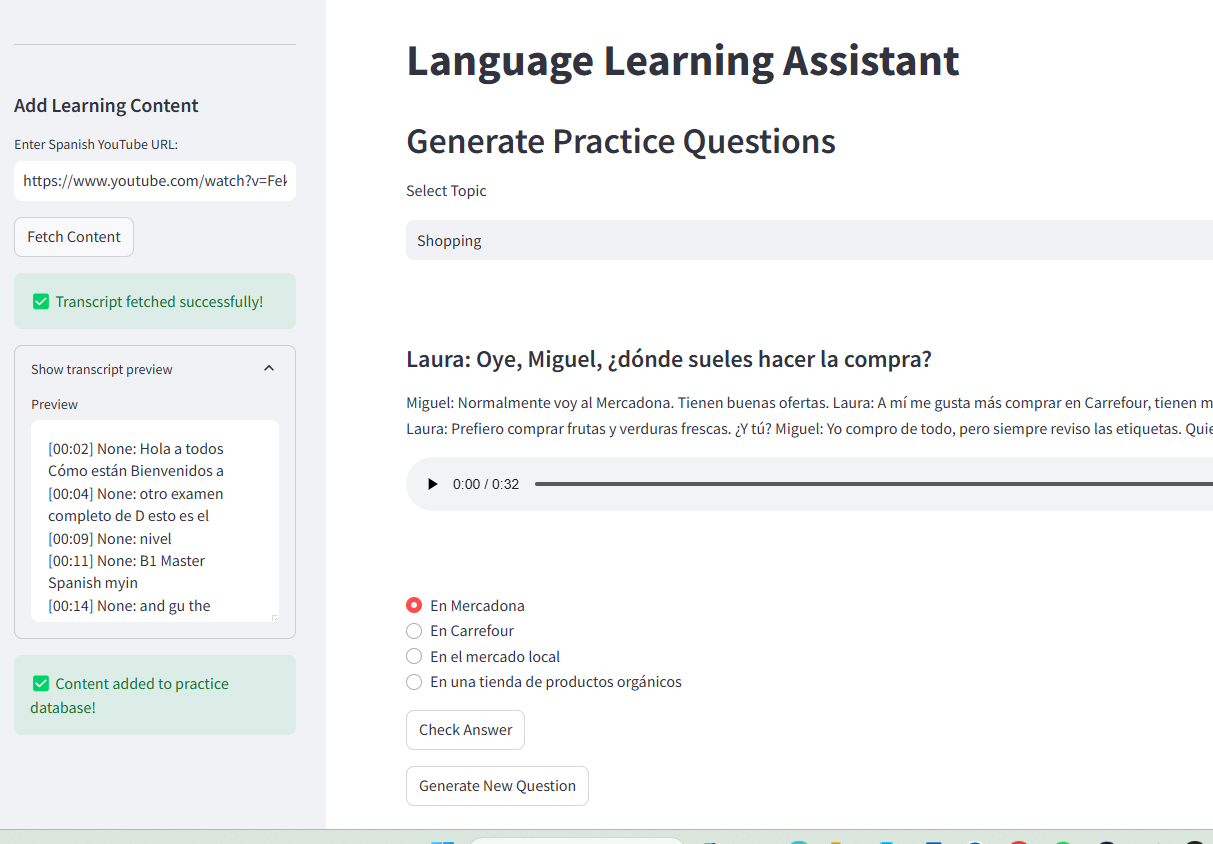 Add Learning Content
Enter Spanish YouTube URL:
https://www.youtube.com/watch?v=Fek
Fetch Content
Transcript fetched successfully!
Show transcript preview
Preview
[00:02] None: Hola a todos
Cómo están Bienvenidos a
[00:04] None: otro examen
completo de D esto es el
[00:09] None: nivel
[00:11] None: B1 Master
Spanish myin
[00:14] None: and gu the
Content added to practice
database!
Language Learning Assistant
Generate Practice Questions
Select Topic
Shopping
Laura: Oye, Miguel, ¿dónde sueles hacer la compra?
Miguel: Normalmente voy al Mercadona. Tienen buenas ofertas. Laura: A mí me gusta más comprar en Carrefour, tienen
Laura: Prefiero comprar frutas y verduras frescas. ¿Y tú? Miguel: Yo compro de todo, pero siempre reviso las etiquetas.
0:00 / 0:32
En Mercadona
En Carrefour
En el mercado local
En una tienda de productos orgánicos
Check Answer
Generate New Question